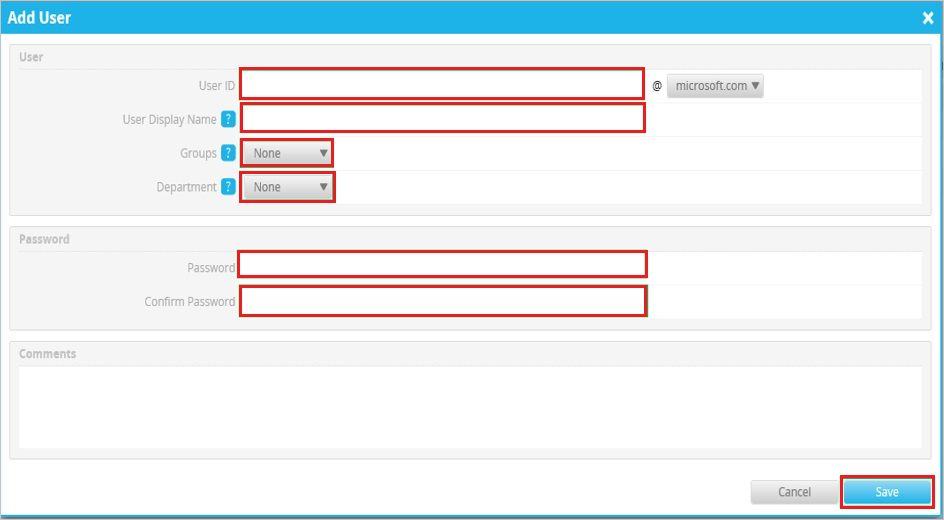 Add User
User
User ID @ microsoft.com
User Display Name ?
Groups ? None
Department ? None
Password
Password
Confirm Password
Comments
Cancel Save